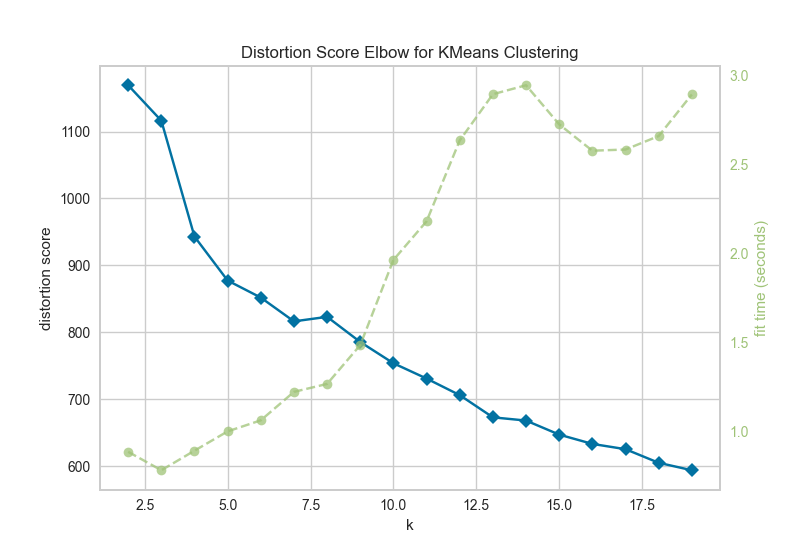 Distortion Score Elbow for KMeans Clustering
distortion score
1100
1000
900
800
700
600
3.0
2.5
2.0
1.5
1.0
fit time (seconds)
2.5 5.0 7.5 10.0 12.5 15.0 17.5
k